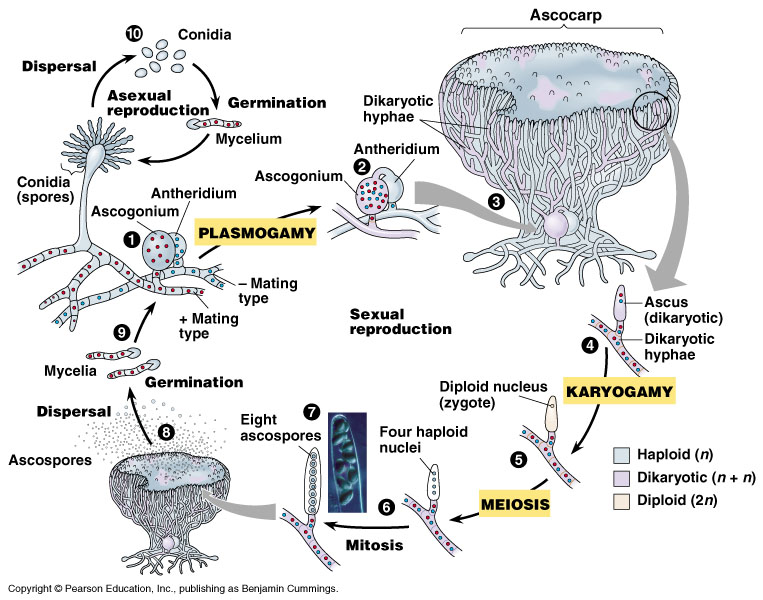 Ascocarp
10
Conidia
Dispersal
Asexual
reproduction
Germination
Mycelium
Conidia
(spores)
Dikaryotic
hyphae
Antheridium
2
Ascogonium
3
Antheridium
Ascogonium
1
PLASMOGAMY
– Mating
type
+ Mating
type
Sexual
reproduction
Ascus
(dikaryotic)
4
Dikaryotic
hyphae
KARYOGAMY
Diploid nucleus
(zygote)
5
MEIOSIS
Four haploid
nuclei
6
Mitosis
7
Eight
ascospores
9
Mycelia
Germination
Dispersal
8
Ascospores
Haploid (n)
Dikaryotic (n + n)
Diploid (2n)
Copyright © Pearson Education, Inc., publishing as Benjamin Cummings.